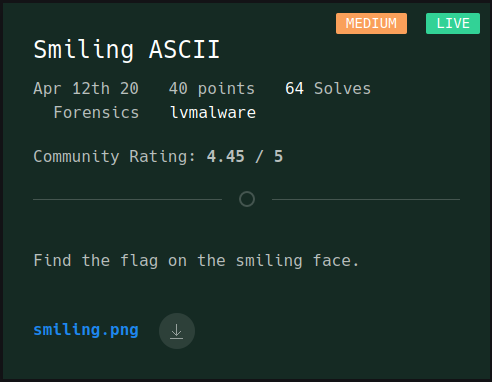 MEDIUM LIVE
Smiling ASCII
Apr 12th 20 40 points 64 Solves
Forensics lvmalware
Community Rating: 4.45 / 5
Find the flag on the smiling face.
smiling.png